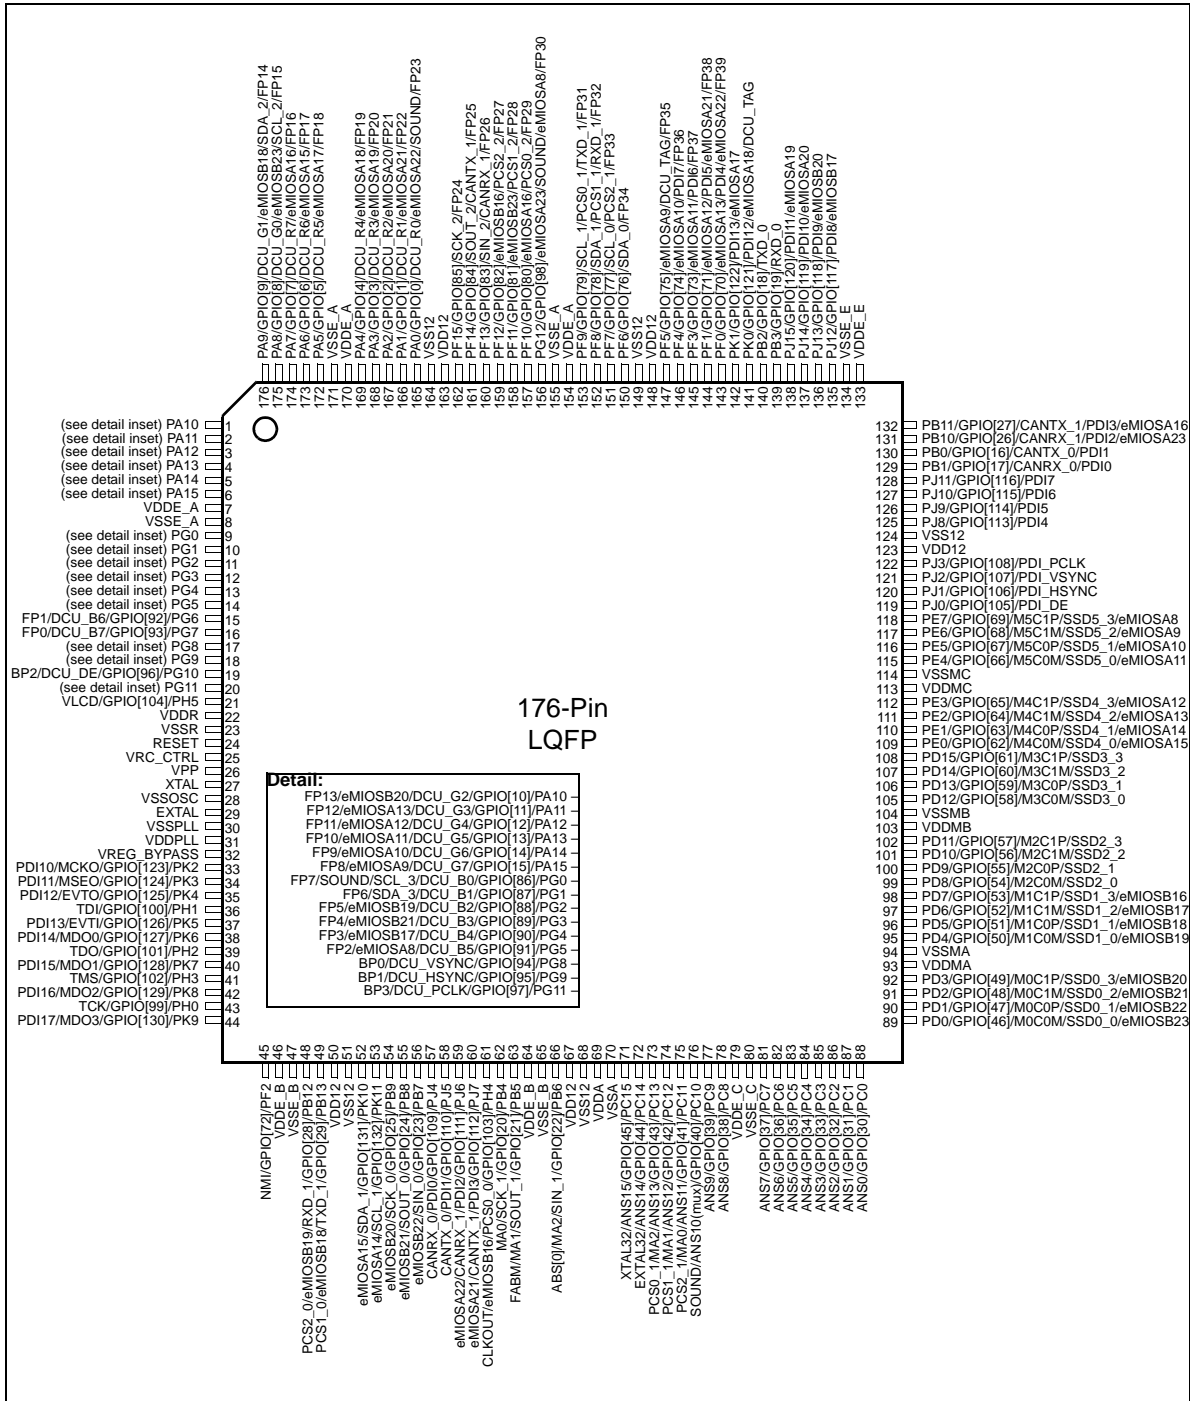 PA9/GPIO[9]/DCU_G1/eMIOSB18/SDA_2/FP14
PA8/GPIO[8]/DCU_G0/eMIOSB23/SCL_2/FP15
PA7/GPIO[7]/DCU_R7/eMIOSA16/FP16
PA6/GPIO[6]/DCU_R6/eMIOSA15/FP17
PA5/GPIO[5]/DCU_R5/eMIOSA17/FP18
VSSE_A
VDDE_A
PA4/GPIO[4]/DCU_R4/eMIOSA18/FP19
PA3/GPIO[3]/DCU_R3/eMIOSA19/FP20
PA2/GPIO[2]/DCU_R2/eMIOSA20/FP21
PA1/GPIO[1]/DCU_R1/eMIOSA21/FP22
PA0/GPIO[0]/DCU_R0/eMIOSA22/SOUND/FP23
VSS12
VDD12
PF15/GPIO[85]/SCK_2/FP24
PF14/GPIO[84]/SOUT_2/CANTX_1/FP25
PF13/GPIO[83]/SIN_2/CANRX_1/FP26
PF12/GPIO[82]/eMIOSB16/PCS2_2/FP27
PF11/GPIO[81]/eMIOSB23/PCS1_2/FP28
PF10/GPIO[80]/eMIOSA16/PCS0_2/FP29
PG12/GPIO[98]/eMIOSA23/SOUND/eMIOSA8/FP30
VSSE_A
VDDE_A
PF9/GPIO[79]/SCL_1/PCS0_1/TXD_1/FP31
PF8/GPIO[78]/SDA_1/PCS1_1/RXD_1/FP32
PF7/GPIO[77]/SCL_0/PCS2_1/FP33
PF6/GPIO[76]/SDA_0/FP34
VSS12
VDD12
PF5/GPIO[75]/eMIOSA9/DCU_TAG/FP35
PF4/GPIO[74]/eMIOSA10/PDI7/FP36
PF3/GPIO[73]/eMIOSA11/PDI6/FP37
PF1/GPIO[71]/eMIOSA12/PDI5/eMIOSA21/FP38
PF0/GPIO[70]/eMIOSA13/PDI4/eMIOSA22/FP39
PK1/GPIO[122]/PDI13/eMIOSA17
PK0/GPIO[121]/PDI12/eMIOSA18/DCU_TAG
PB2/GPIO[18]/TXD_0
PB3/GPIO[19]/RXD_0
PJ15/GPIO[120]/PDI11/eMIOSA19
PJ14/GPIO[119]/PDI10/eMIOSA20
PJ13/GPIO[118]/PDI9/eMIOSB20
PJ12/GPIO[117]/PDI8/eMIOSB17
VSSE_E
VDDE_E
176 175 174 173 172 171 170 169 168 167 166 165 164 163 162 161 160 159 158 157 156 155 154 153 152 151 150 149 148 147 146 145 144 143 142 141 140 139 138 137 136 135 134 133
(see detail inset) PA10 1
(see detail inset) PA11 2
(see detail inset) PA12 3
(see detail inset) PA13 4
(see detail inset) PA14 5
(see detail inset) PA15 6
VDDE_A 7
VSSE_A 8
(see detail inset) PG0 9
(see detail inset) PG1 10
(see detail inset) PG2 11
(see detail inset) PG3 12
(see detail inset) PG4 13
(see detail inset) PG5 14
FP1/DCU_B6/GPIO[92]/PG6 15
FP0/DCU_B7/GPIO[93]/PG7 16
(see detail inset) PG8 17
(see detail inset) PG9 18
BP2/DCU_DE/GPIO[96]/PG10 19
(see detail inset) PG11 20
VLCD/GPIO[104]/PH5 21
VDDR 22
VSSR 23
RESET 24
VRC_CTRL 25
VPP 26
XTAL 27
VSSOSC 28
EXTAL 29
VSSPLL 30
VDDPLL 31
VREG_BYPASS 32
PDI10/MCKO/GPIO[123]/PK2 33
PDI11/MSEO/GPIO[124]/PK3 34
PDI12/EVTO/GPIO[125]/PK4 35
TDI/GPIO[100]/PH1 36
PDI13/EVTI/GPIO[126]/PK5 37
PDI14/MDO0/GPIO[127]/PK6 38
TDO/GPIO[101]/PH2 39
PDI15/MDO1/GPIO[128]/PK7 40
TMS/GPIO[102]/PH3 41
PDI16/MDO2/GPIO[129]/PK8 42
TCK/GPIO[99]/PH0 43
PDI17/MDO3/GPIO[130]/PK9 44
176-Pin
LQFP
Detail:
FP13/eMIOSB20/DCU_G2/GPIO[10]/PA10
FP12/eMIOSA13/DCU_G3/GPIO[11]/PA11
FP11/eMIOSA12/DCU_G4/GPIO[12]/PA12
FP10/eMIOSA11/DCU_G5/GPIO[13]/PA13
FP9/eMIOSA10/DCU_G6/GPIO[14]/PA14
FP8/eMIOSA9/DCU_G7/GPIO[15]/PA15
FP7/SOUND/SCL_3/DCU_B0/GPIO[86]/PG0
FP6/SDA_3/DCU_B1/GPIO[87]/PG1
FP5/eMIOSB19/DCU_B2/GPIO[88]/PG2
FP4/eMIOSB21/DCU_B3/GPIO[89]/PG3
FP3/eMIOSB17/DCU_B4/GPIO[90]/PG4
FP2/eMIOSA8/DCU_B5/GPIO[91]/PG5
BP0/DCU_VSYNC/GPIO[94]/PG8
BP1/DCU_HSYNC/GPIO[95]/PG9
BP3/DCU_PCLK/GPIO[97]/PG11
132 PB11/GPIO[27]/CANTX_1/PDI3/eMIOSA16
131 PB10/GPIO[26]/CANRX_1/PDI2/eMIOSA23
130 PB0/GPIO[16]/CANTX_0/PDI1
129 PB1/GPIO[17]/CANRX_0/PDI0
128 PJ11/GPIO[116]/PDI7
127 PJ10/GPIO[115]/PDI6
126 PJ9/GPIO[114]/PDI5
125 PJ8/GPIO[113]/PDI4
124 VSS12
123 VDD12
122 PJ3/GPIO[108]/PDI_PCLK
121 PJ2/GPIO[107]/PDI_VSYNC
120 PJ1/GPIO[106]/PDI_HSYNC
119 PJ0/GPIO[105]/PDI_DE
118 PE7/GPIO[69]/M5C1P/SSD5_3/eMIOSA8
117 PE6/GPIO[68]/M5C1M/SSD5_2/eMIOSA9
116 PE5/GPIO[67]/M5C0P/SSD5_1/eMIOSA10
115 PE4/GPIO[66]/M5C0M/SSD5_0/eMIOSA11
114 VSSMC
113 VDDMC
112 PE3/GPIO[65]/M4C1P/SSD4_3/eMIOSA12
111 PE2/GPIO[64]/M4C1M/SSD4_2/eMIOSA13
110 PE1/GPIO[63]/M4C0P/SSD4_1/eMIOSA14
109 PE0/GPIO[62]/M4C0M/SSD4_0/eMIOSA15
108 PD15/GPIO[61]/M3C1P/SSD3_3
107 PD14/GPIO[60]/M3C1M/SSD3_2
106 PD13/GPIO[59]/M3C0P/SSD3_1
105 PD12/GPIO[58]/M3C0M/SSD3_0
104 VSSMB
103 VDDMB
102 PD11/GPIO[57]/M2C1P/SSD2_3
101 PD10/GPIO[56]/M2C1M/SSD2_2
100 PD9/GPIO[55]/M2C0P/SSD2_1
99 PD8/GPIO[54]/M2C0M/SSD2_0
98 PD7/GPIO[53]/M1C1P/SSD1_3/eMIOSB16
97 PD6/GPIO[52]/M1C1M/SSD1_2/eMIOSB17
96 PD5/GPIO[51]/M1C0P/SSD1_1/eMIOSB18
95 PD4/GPIO[50]/M1C0M/SSD1_0/eMIOSB19
94 VSSMA
93 VDDMA
92 PD3/GPIO[49]/M0C1P/SSD0_3/eMIOSB20
91 PD2/GPIO[48]/M0C1M/SSD0_2/eMIOSB21
90 PD1/GPIO[47]/M0C0P/SSD0_1/eMIOSB22
89 PD0/GPIO[46]/M0C0M/SSD0_0/eMIOSB23
45 46 47 48 49 50 51 52 53 54 55 56 57 58 59 60 61 62 63 64 65 66 67 68 69 70 71 72 73 74 75 76 77 78 79 80 81 82 83 84 85 86 87 88
NMI/GPIO[72]/PF2
VDDE_B
VSSE_B
PCS2_0/eMIOSB19/RXD_1/GPIO[28]/PB12
PCS1_0/eMIOSB18/TXD_1/GPIO[29]/PB13
VDD12
VSS12
eMIOSA15/SDA_1/GPIO[131]/PK10
eMIOSA14/SCL_1/GPIO[132]/PK11
eMIOSB20/SCK_0/GPIO[25]/PB9
eMIOSB21/SOUT_0/GPIO[24]/PB8
eMIOSB22/SIN_0/GPIO[23]/PB7
CANRX_0/PDI0/GPIO[109]/PJ4
CANTX_0/PDI1/GPIO[110]/PJ5
eMIOSA22/CANRX_1/PDI2/GPIO[111]/PJ6
eMIOSA21/CANTX_1/PDI3/GPIO[112]/PJ7
CLKOUT/eMIOSB16/PCS0_0/GPIO[103]/PH4
MA0/SCK_1/GPIO[20]/PB4
FABM/MA1/SOUT_1/GPIO[21]/PB5
VDDE_B
VSSE_B
ABS[0]/MA2/SIN_1/GPIO[22]/PB6
VDD12
VSS12
VDDA
VSSA
XTAL32/ANS15/GPIO[45]/PC15
EXTAL32/ANS14/GPIO[44]/PC14
PCS0_1/MA2/ANS13/GPIO[43]/PC13
PCS1_1/MA1/ANS12/GPIO[42]/PC12
PCS2_1/MA0/ANS11/GPIO[41]/PC11
SOUND/ANS10(mux)/GPIO[40]/PC10
ANS9/GPIO[39]/PC9
ANS8/GPIO[38]/PC8
VDDE_C
VSSE_C
ANS7/GPIO[37]/PC7
ANS6/GPIO[36]/PC6
ANS5/GPIO[35]/PC5
ANS4/GPIO[34]/PC4
ANS3/GPIO[33]/PC3
ANS2/GPIO[32]/PC2
ANS1/GPIO[31]/PC1
ANS0/GPIO[30]/PC0